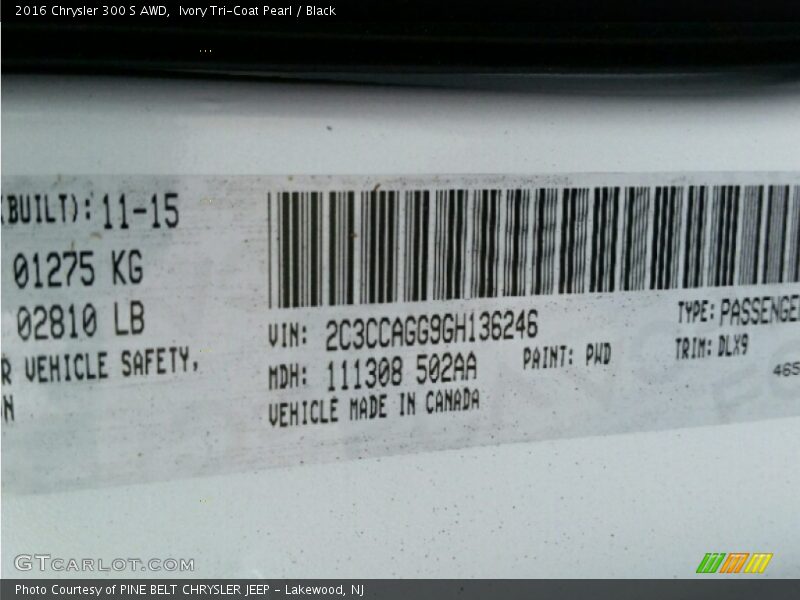 2016 Chrysler 300 S AWD, Ivory Tri-Coat Pearl / Black
(BUILT): 11-15
01275 KG
02810 LB
R VEHICLE SAFETY,
N
VIN: 2C3CCAGG9GH136246
TYPE: PASSENGE
MDH: 111308 502AA
PAINT: PWD
TRIM: DLX9
VEHICLE MADE IN CANADA
465
GTCARLOT.COM
Photo Courtesy of PINE BELT CHRYSLER JEEP - Lakewood, NJ